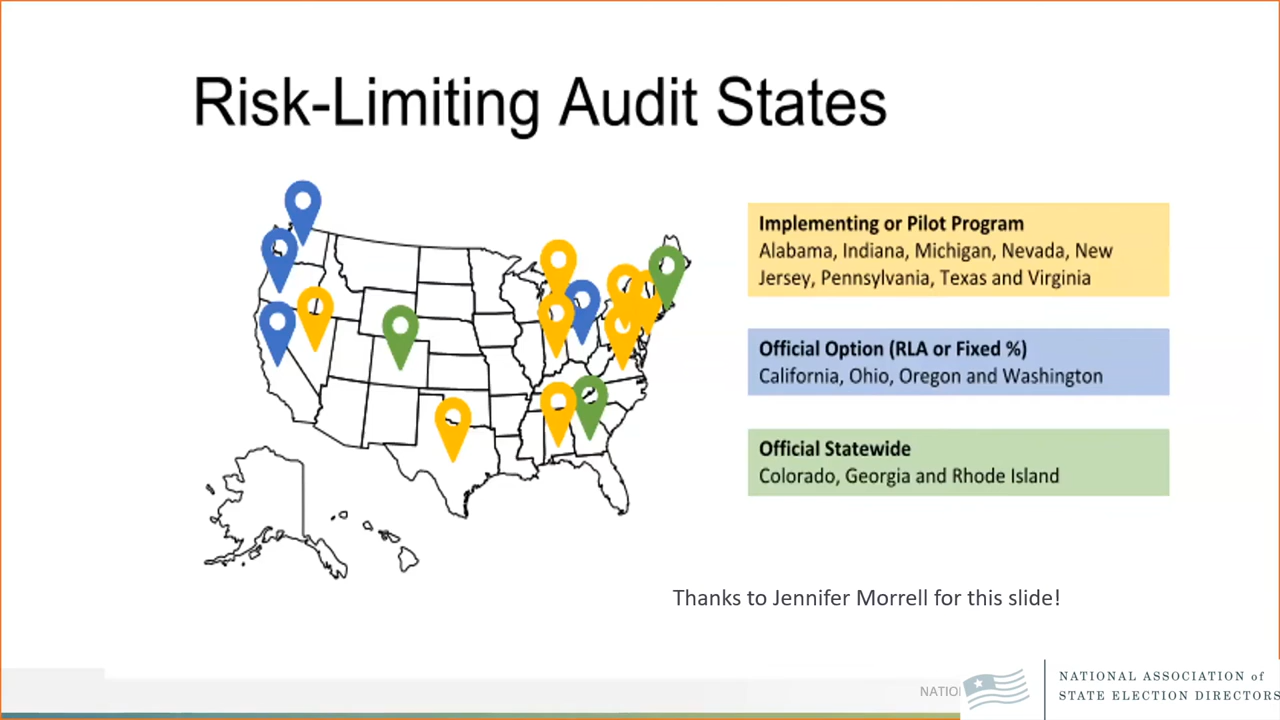 Risk-Limiting Audit States
Implementing or Pilot Program
Alabama, Indiana, Michigan, Nevada, New
Jersey, Pennsylvania, Texas and Virginia
Official Option (RLA or Fixed %)
California, Ohio, Oregon and Washington
Official Statewide
Colorado, Georgia and Rhode Island
Thanks to Jennifer Morrell for this slide!
NATIONAL ASSOCIATION of
STATE ELECTION DIRECTORS